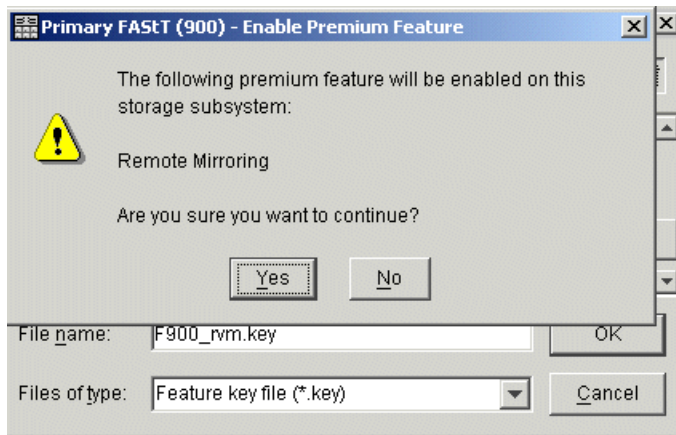 Primary FAStT (900) - Enable Premium Feature
The following premium feature will be enabled on this
storage subsystem:
Remote Mirroring
Are you sure you want to continue?
Yes No
File name: F900_rvm.key OK
Files of type: Feature key file (*.key) Cancel